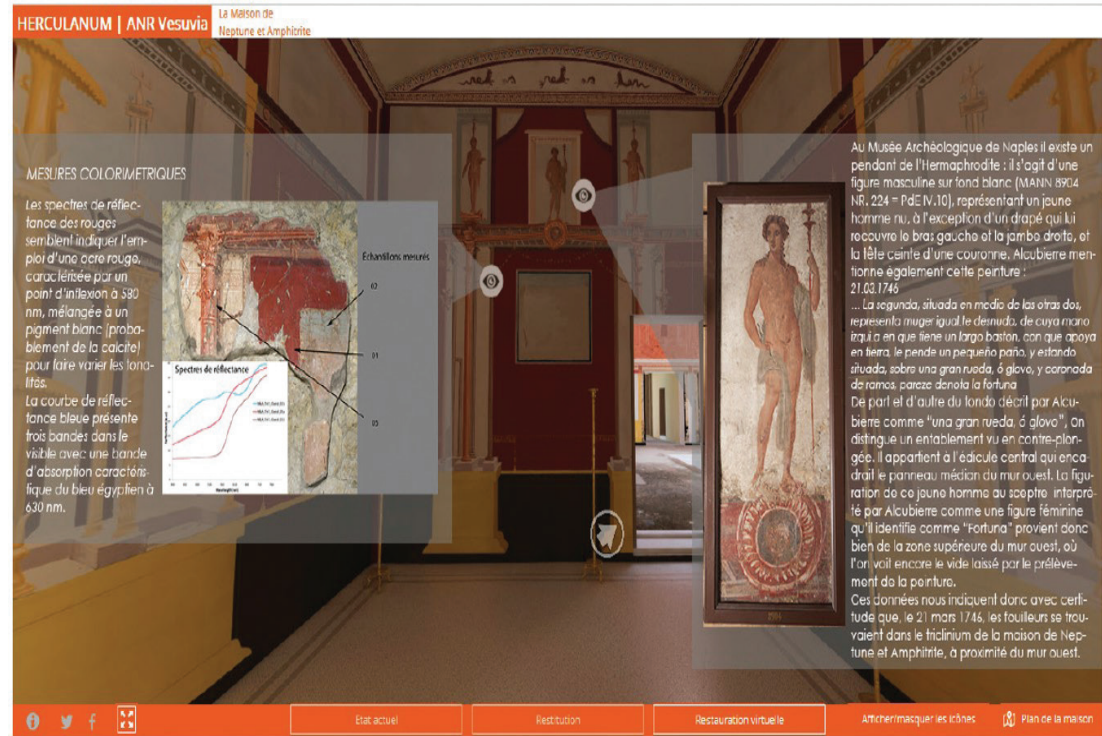 HERCULANUM | ANR Vesuvia
La Maison de
Neptune et Amphitrite
MESURES COLORIMETRIQUES
Les spectres de réflec-
tance des rouges
semblent indiquer l'em-
ploi d'une ocre rouge,
caractérisée par un
point d'inflexion à 580
nm, mélangée à un
pigment blanc (proba-
blement de la calcite)
pour faire varier les tona-
lités.
La courbe de réflec-
tance bleue présente
trois bandes dans le
visible avec une bande
d'absorption caractéris-
tique du bleu égyptien à
630 nm.
Echantillons mesurés
Spectres de réflectance
Au Musée Archéologique de Naples il existe un
pendant de l'Hermaphrodite : il s'agit d'une
figure masculine sur fond blanc (MANN 8904
NR. 224 = PdE IV.10), représentant un jeune
homme nu, à l'exception d'un drapé qui lui
recouvre le bras gauche et la jambe droite, et
la tête ceinte d'une couronne. Alcubierre men-
tionne également cette peinture :
21.03.1746
... La segunda, situada en medio de las otras dos,
representa muger igual.te desnuda, de cuya mano
izqui.a en que tiene un largo baston, con que apoya
en tierra, le pende un pequeño paño, y estando
situada, sobre una gran rueda, ó glovo, y coronada
de ramos, pareze denota la fortuna
De part et d'autre du tondo décrit par Alcu-
bierre comme "una gran rueda, ó glovo", on
distingue un entablement vu en contre-plon-
gée. Il appartient à l'édicule central qui enca-
drait le panneau médian du mur ouest. La figu-
ration de ce jeune homme au sceptre interpré-
té par Alcubierre comme une figure féminine
qu'il identifie comme "Fortuna" provient donc
bien de la zone supérieure du mur ouest, où
l'on voit encore le vide laissé par le prélève-
ment de la peinture.
Ces données nous indiquent donc avec certi-
tude que, le 21 mars 1746, les fouilleurs se trou-
vaient dans le triclinium de la maison de Nep-
tune et Amphitrite, à proximité du mur ouest.
Etat actuel
Restitution
Restauration virtuelle
Afficher/masquer les icônes
Plan de la maison